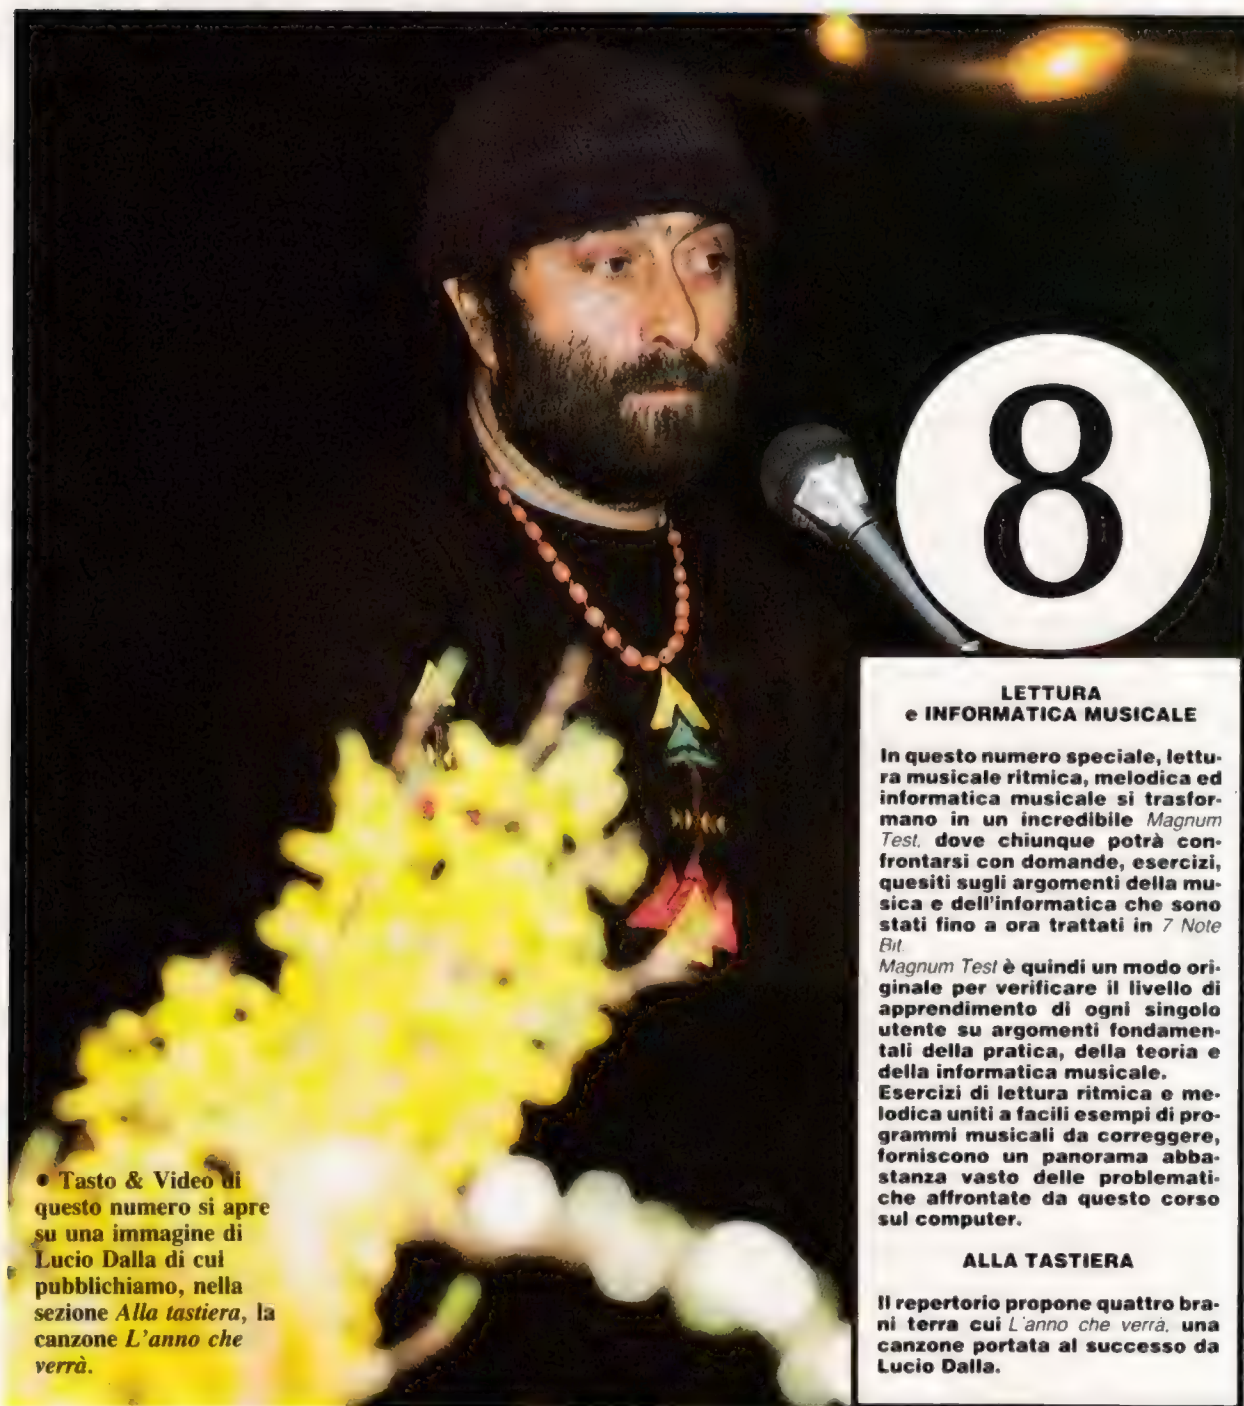 8
LETTURA
e INFORMATICA MUSICALE
In questo numero speciale, lettu-
ra musicale ritmica, melodica ed
informatica musicale si trasfor-
mano in un incredibile Magnum
Test, dove chiunque potrà con-
frontarsi con domande, esercizi,
quesiti sugli argomenti della mu-
sica e dell'informatica che sono
stati fino a ora trattati in 7 Note
Bit.
Magnum Test è quindi un modo ori-
ginale per verificare il livello di
apprendimento di ogni singolo
utente su argomenti fondamen-
tali della pratica, della teoria e
della informatica musicale.
Esercizi di lettura ritmica e me-
lodica uniti a facili esempi di pro-
grammi musicali da correggere,
forniscono un panorama abba-
stanza vasto delle problemati-
che affrontate da questo corso
sul computer.
ALLA TASTIERA
Il repertorio propone quattro bra-
ni terra cui L'anno che verrà, una
canzone portata al successo da
Lucio Dalla.
• Tasto & Video di
questo numero si apre
su una immagine di
Lucio Dalla di cui
pubblichiamo, nella
sezione Alla tastiera, la
canzone L'anno che
verrà.